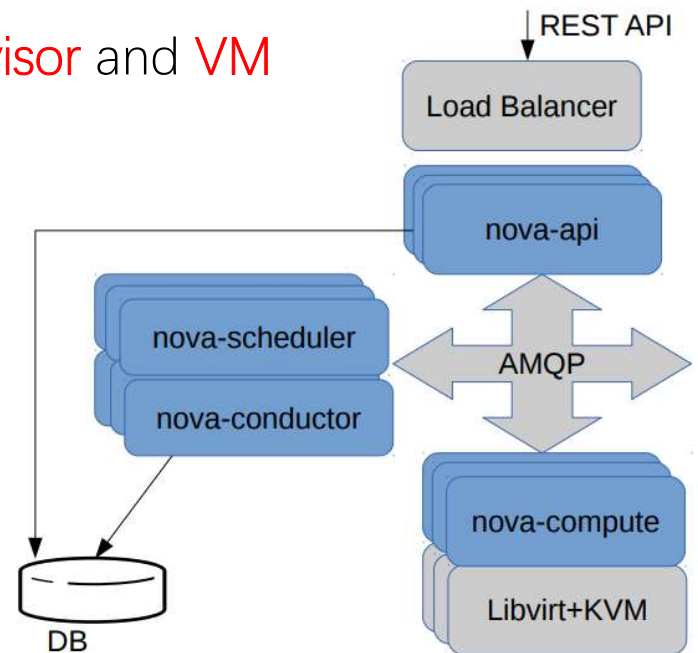 visor and VM
REST API
Load Balancer
nova-api
nova-scheduler
AMQP
nova-conductor
nova-compute
Libvirt+KVM
DB